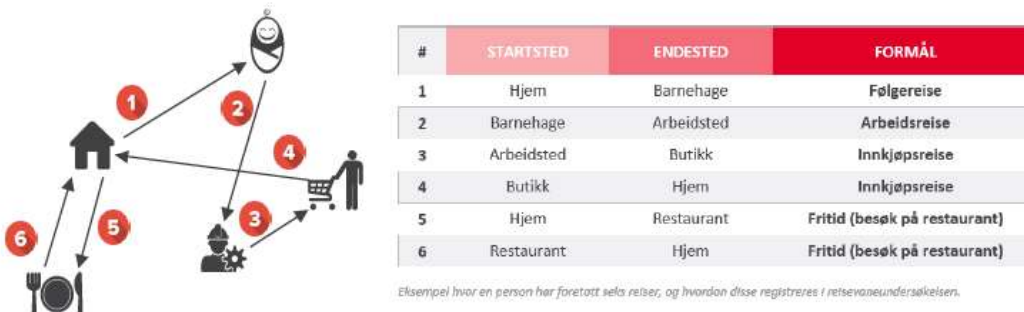 1
2
3
4
5
6
# STARTSTED ENDESTED FORMÅL
1 Hjem Barnehage Følgereise
2 Barnehage Arbeidsted Arbeidsreise
3 Arbeidsted Butikk Innkjøpsreise
4 Butikk Hjem Innkjøpsreise
5 Hjem Restaurant Fritid (besøk på restaurant)
6 Restaurant Hjem Fritid (besøk på restaurant)
Eksempel hvor en person har foretatt seks reiser, og hvordan disse registreres i reisevaneundersøkelsen.